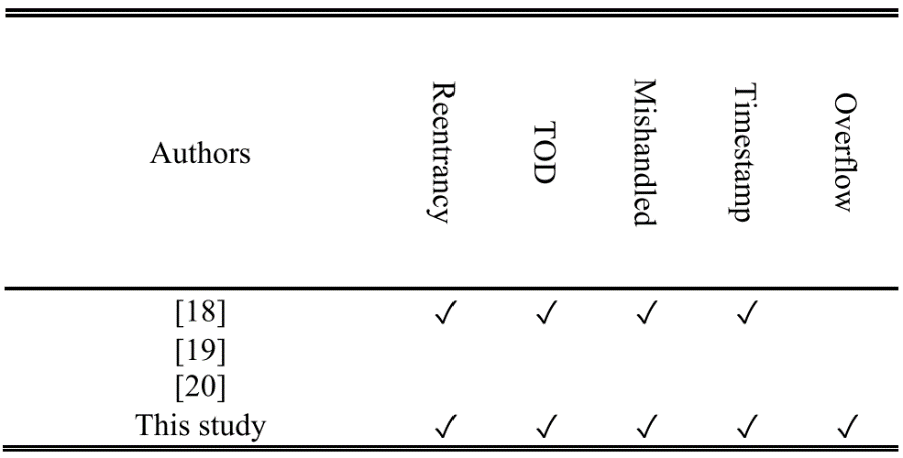 Authors Reentrancy TOD Mishandled Timestamp Overflow
[18] ✓ ✓ ✓ ✓
[19]
[20]
This study ✓ ✓ ✓ ✓ ✓